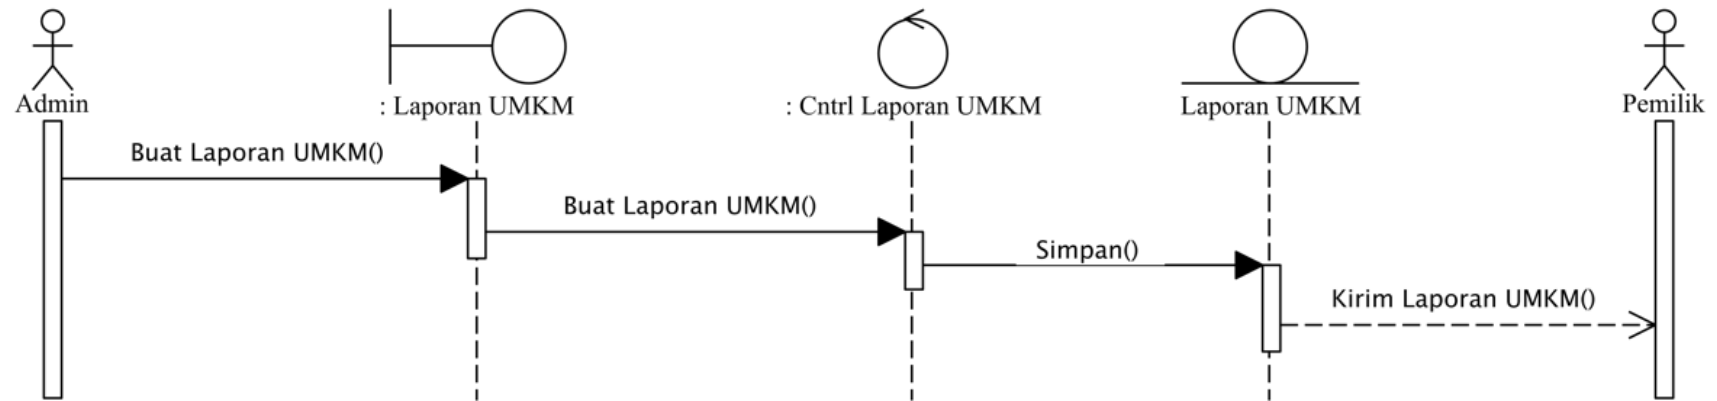 Admin
: Laporan UMKM
: Cntrl Laporan UMKM
Laporan UMKM
Pemilik
Buat Laporan UMKM()
Buat Laporan UMKM()
Simpan()
Kirim Laporan UMKM()